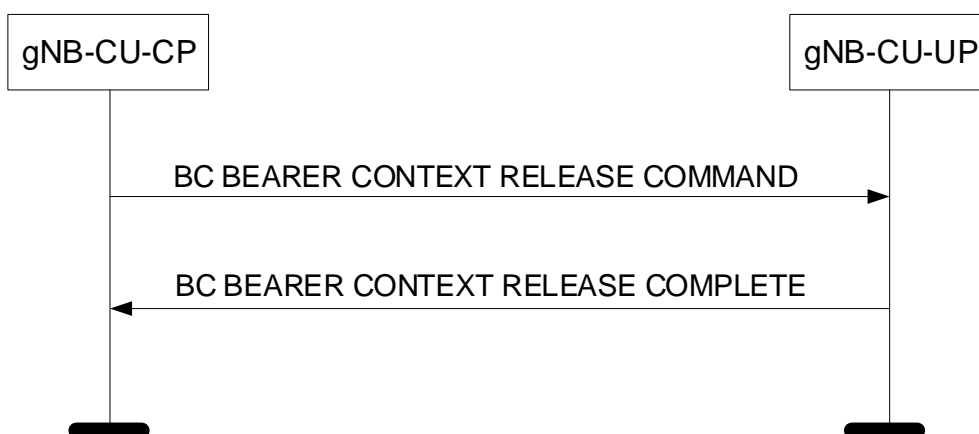 gNB-CU-CP
gNB-CU-UP
BC BEARER CONTEXT RELEASE COMMAND
BC BEARER CONTEXT RELEASE COMPLETE